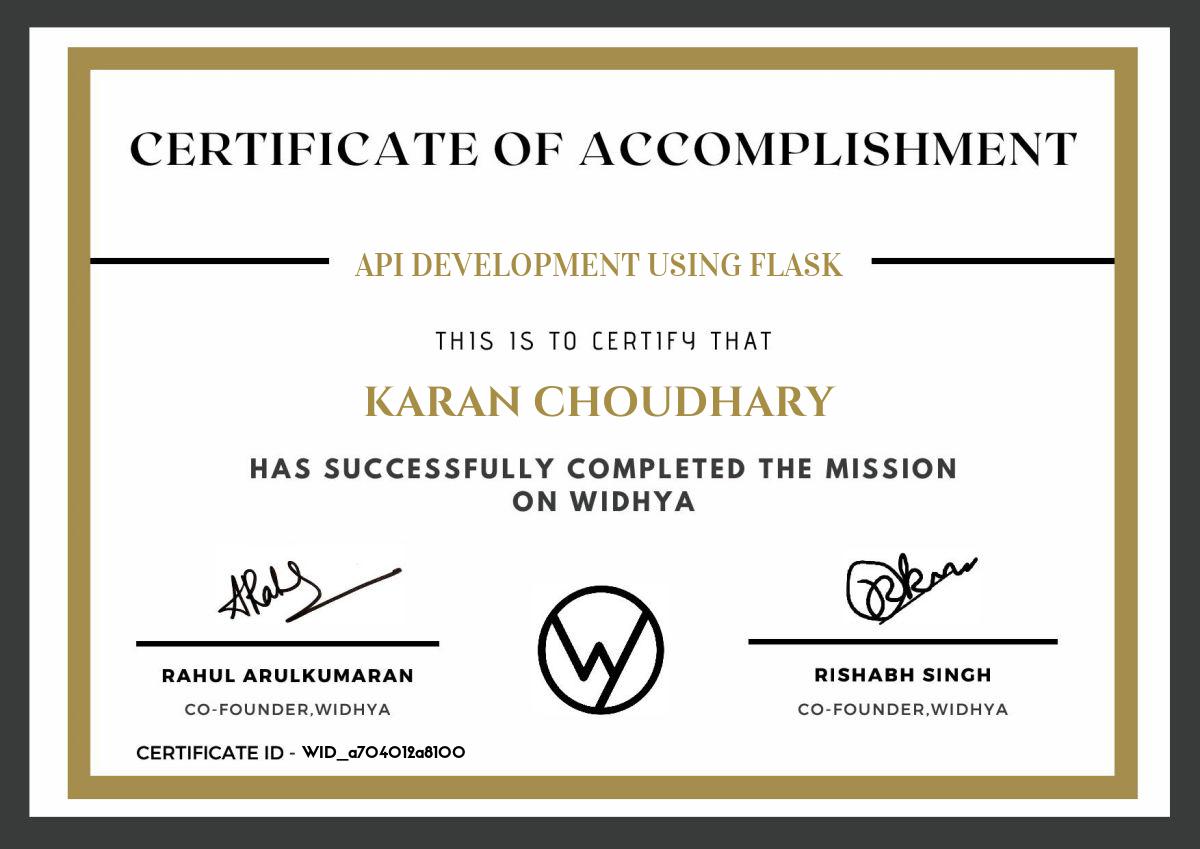 CERTIFICATE OF ACCOMPLISHMENT
API DEVELOPMENT USING FLASK
THIS IS TO CERTIFY THAT
KARAN CHOUDHARY
HAS SUCCESSFULLY COMPLETED THE MISSION
ON WIDHYA
RAHUL ARULKUMARAN
CO-FOUNDER,WIDHYA
RISHABH SINGH
CO-FOUNDER,WIDHYA
CERTIFICATE ID - WID_a704012a8100